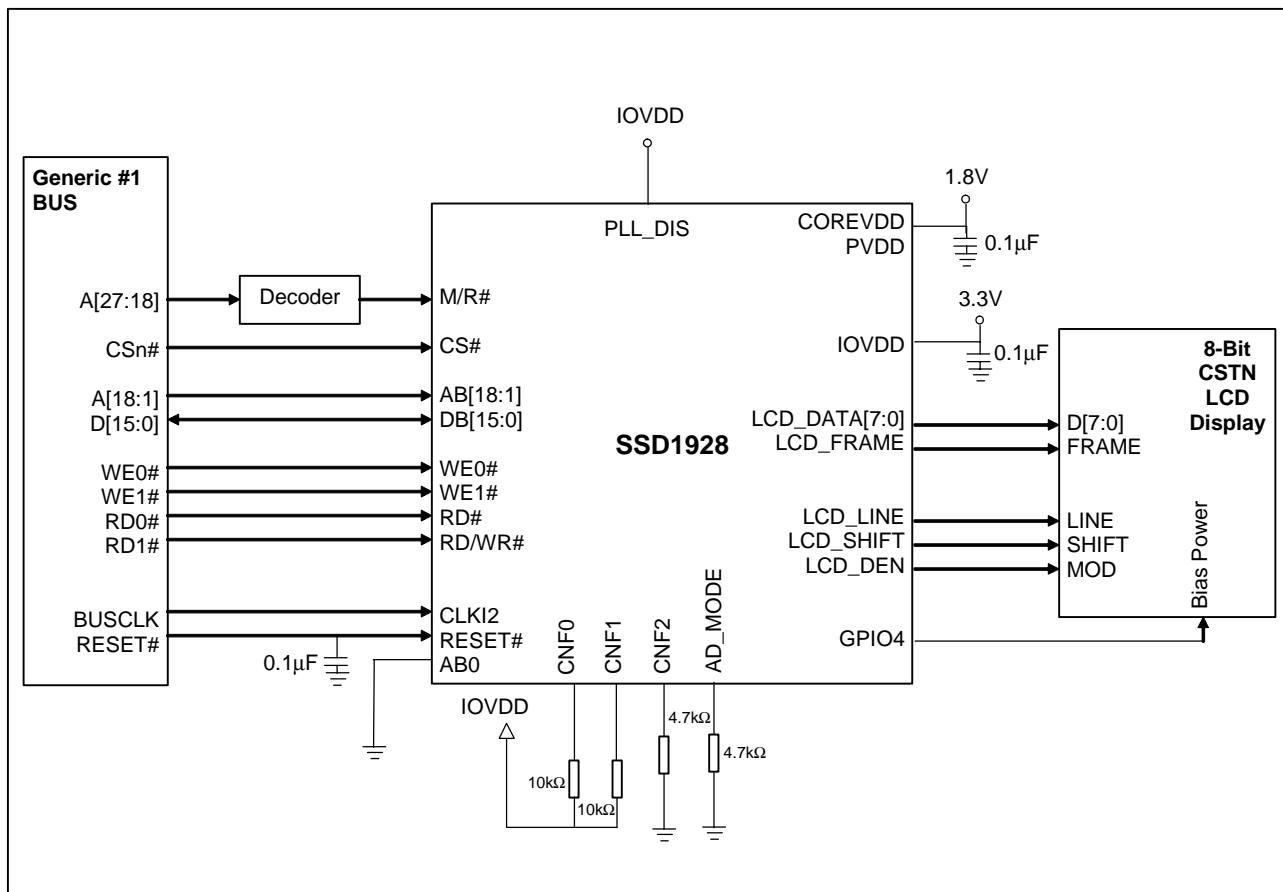 IOVDD
Generic #1
BUS
1.8V
PLL_DIS
COREVDD
PVDD
0.1µF
A[27:18]
Decoder
M/R#
3.3V
CSn#
CS#
IOVDD
0.1µF
8-Bit
CSTN
LCD
Display
A[18:1]
AB[18:1]
D[15:0]
DB[15:0]
SSD1928
LCD_DATA[7:0]
D[7:0]
LCD_FRAME
FRAME
WE0#
WE0#
WE1#
WE1#
RD0#
RD#
RD1#
RD/WR#
LCD_LINE
LINE
LCD_SHIFT
SHIFT
LCD_DEN
MOD
Bias Power
BUSCLK
CLKI2
RESET#
RESET#
0.1µF
AB0
CNF0
CNF1
CNF2
AD_MODE
GPIO4
IOVDD
4.7kΩ
4.7kΩ
10kΩ
10kΩ